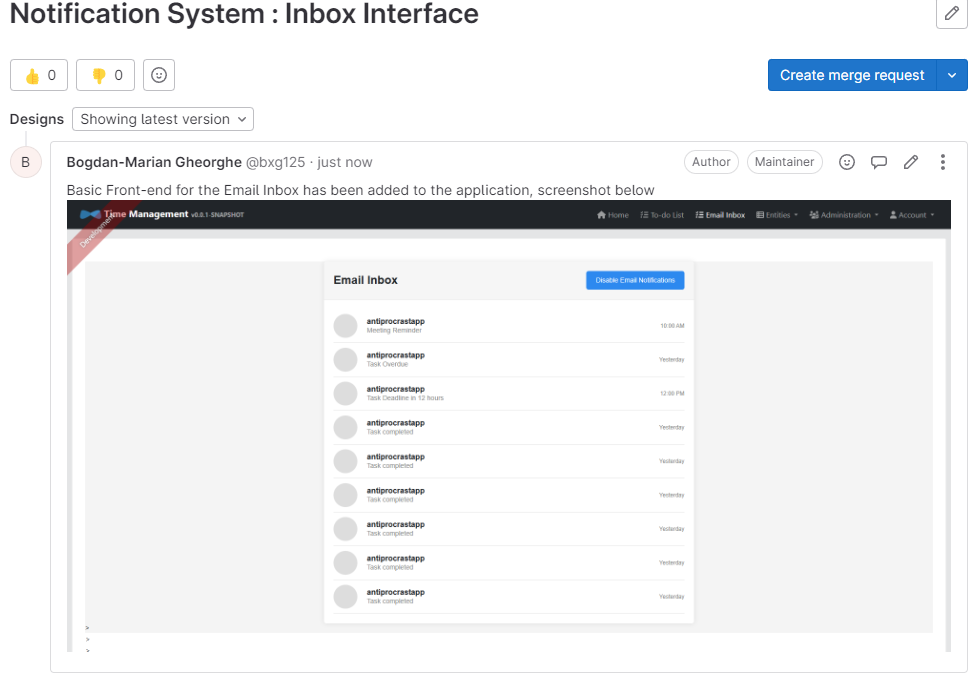 Notification System : Inbox Interface
👍 0 👎 0
Create merge request
Designs Showing latest version
B
Bogdan-Marian Gheorghe @bxg125 · just now Author Maintainer
Basic Front-end for the Email Inbox has been added to the application, screenshot below
Development
Time Management v0.0.1-SNAPSHOT Home To-do List Email Inbox Entities Administration Account
Email Inbox Disable Email Notifications
antiprocrastapp
Meeting Reminder
10:00 AM
antiprocrastapp
Task Overdue
Yesterday
antiprocrastapp
Task Deadline in 12 hours
12:00 PM
antiprocrastapp
Task completed
Yesterday
antiprocrastapp
Task completed
Yesterday
antiprocrastapp
Task completed
Yesterday
antiprocrastapp
Task completed
Yesterday
antiprocrastapp
Task completed
Yesterday
antiprocrastapp
Task completed
Yesterday
>
>
>